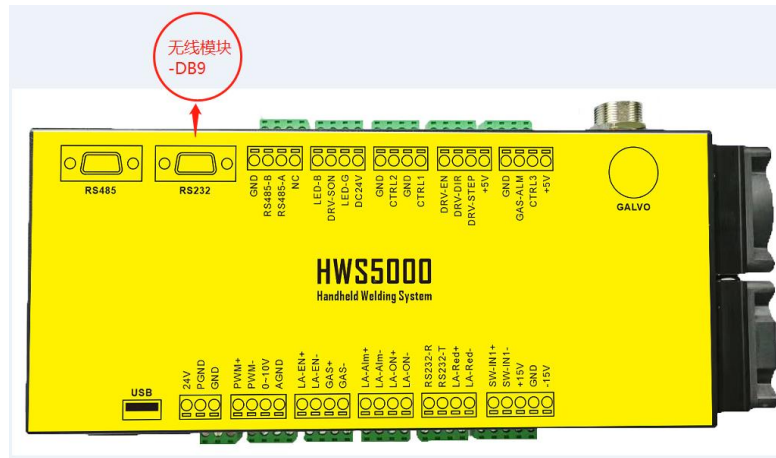 无线模块
-DB9
RS485
RS232
GND
RS485-B
RS485-A
NC
LED-B
DRV-SON
LED-G
DC24V
GND
CTRL2
GND
CTRL1
DRV-EN
DRV-DIR
DRV-STEP
+5V
GND
GAS-ALM
CTRL3
+5V
GALVO
HWS5000
Handheld Welding System
USB
24V
PGND
GND
PWM+
PWM-
0~10V
AGND
LA-EN+
LA-EN-
GAS+
GAS-
LA-Alm+
LA-Alm-
LA-ON+
LA-ON-
RS232-R
RS232-T
LA-Red+
LA-Red-
SW-IN1+
SW-IN1-
+15V
GND
-15V